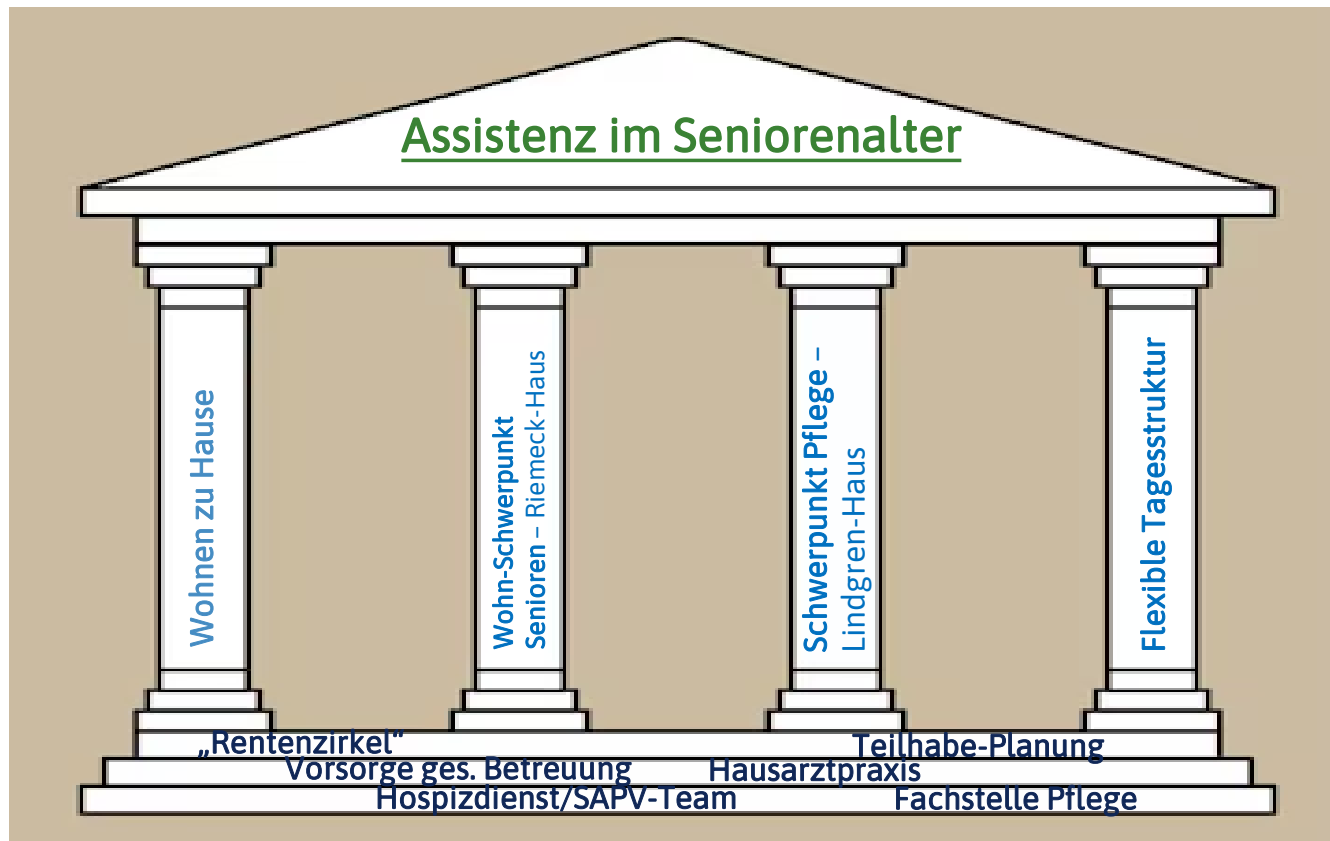 Assistenz im Seniorenalter
Wohnen zu Hause
Wohn-Schwerpunkt
Senioren – Riemeck-Haus
Schwerpunkt Pflege –
Lindgren-Haus
Flexible Tagesstruktur
„Rentenzirkel“
Teilhabe-Planung
Vorsorge ges. Betreuung
Hausarztpraxis
Hospizdienst/SAPV-Team
Fachstelle Pflege